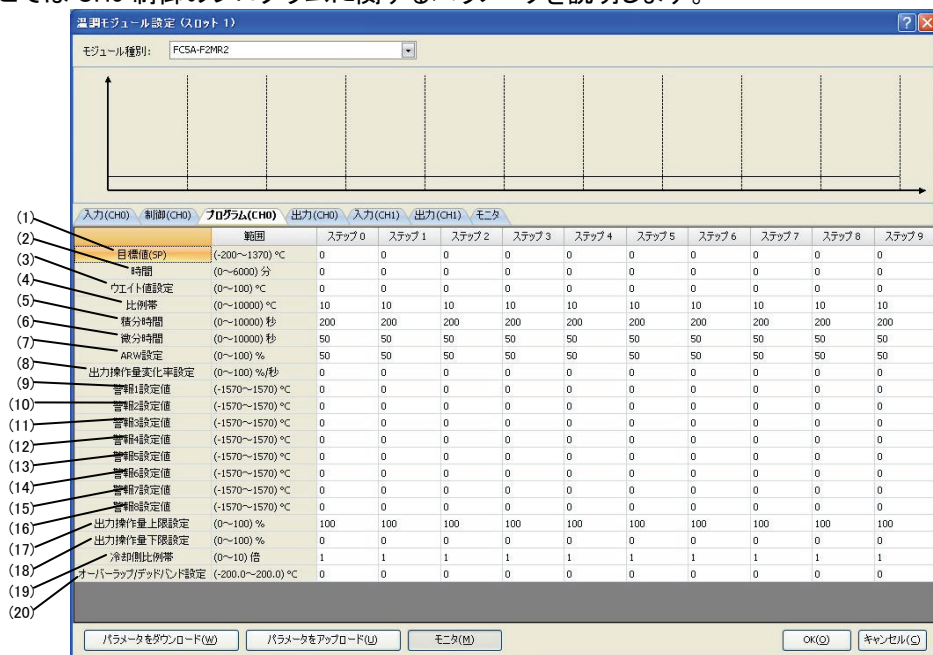 ここでは CH0 制御のプログラムに関するパラメータを説明します。
温調モジュール設定 (スロット 1)
モジュール種別: FC5A-F2MR2
入力(CH0) 制御(CH0) プログラム(CH0) 出力(CH0) 入力(CH1) 出力(CH1) モニタ
範囲 ステップ 0 ステップ 1 ステップ 2 ステップ 3 ステップ 4 ステップ 5 ステップ 6 ステップ 7 ステップ 8 ステップ 9
(1) 目標値(SP) (-200～1370) ℃ 0 0 0 0 0 0 0 0 0 0
(2) 時間 (0～6000) 分 0 0 0 0 0 0 0 0 0 0
(3) ウエイト値設定 (0～100) ℃ 0 0 0 0 0 0 0 0 0 0
(4) 比例帯 (0～10000) ℃ 10 10 10 10 10 10 10 10 10 10
(5) 積分時間 (0～10000) 秒 200 200 200 200 200 200 200 200 200 200
(6) 微分時間 (0～10000) 秒 50 50 50 50 50 50 50 50 50 50
(7) ARW設定 (0～100) % 50 50 50 50 50 50 50 50 50 50
(8) 出力操作量変化率設定 (0～100) %/秒 0 0 0 0 0 0 0 0 0 0
(9) 警報1設定値 (-1570～1570) ℃ 0 0 0 0 0 0 0 0 0 0
(10) 警報2設定値 (-1570～1570) ℃ 0 0 0 0 0 0 0 0 0 0
(11) 警報3設定値 (-1570～1570) ℃ 0 0 0 0 0 0 0 0 0 0
(12) 警報4設定値 (-1570～1570) ℃ 0 0 0 0 0 0 0 0 0 0
(13) 警報5設定値 (-1570～1570) ℃ 0 0 0 0 0 0 0 0 0 0
(14) 警報6設定値 (-1570～1570) ℃ 0 0 0 0 0 0 0 0 0 0
(15) 警報7設定値 (-1570～1570) ℃ 0 0 0 0 0 0 0 0 0 0
(16) 警報8設定値 (-1570～1570) ℃ 0 0 0 0 0 0 0 0 0 0
(17) 出力操作量上限設定 (0～100) % 100 100 100 100 100 100 100 100 100 100
(18) 出力操作量下限設定 (0～100) % 0 0 0 0 0 0 0 0 0 0
(19) 冷却側比例帯 (0～10) 倍 1 1 1 1 1 1 1 1 1 1
(20) オーバーラップ/デッドバンド設定 (-200.0～200.0) ℃ 0 0 0 0 0 0 0 0 0 0
パラメータをダウンロード(W) パラメータをアップロード(U) モニタ(M) OK(O) キャンセル(C)